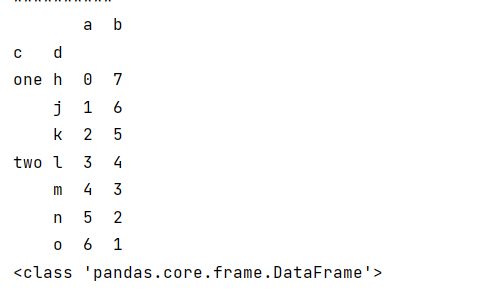 a  b
c   d
one h  0  7
    j  1  6
    k  2  5
two l  3  4
    m  4  3
    n  5  2
    o  6  1
<class 'pandas.core.frame.DataFrame'>